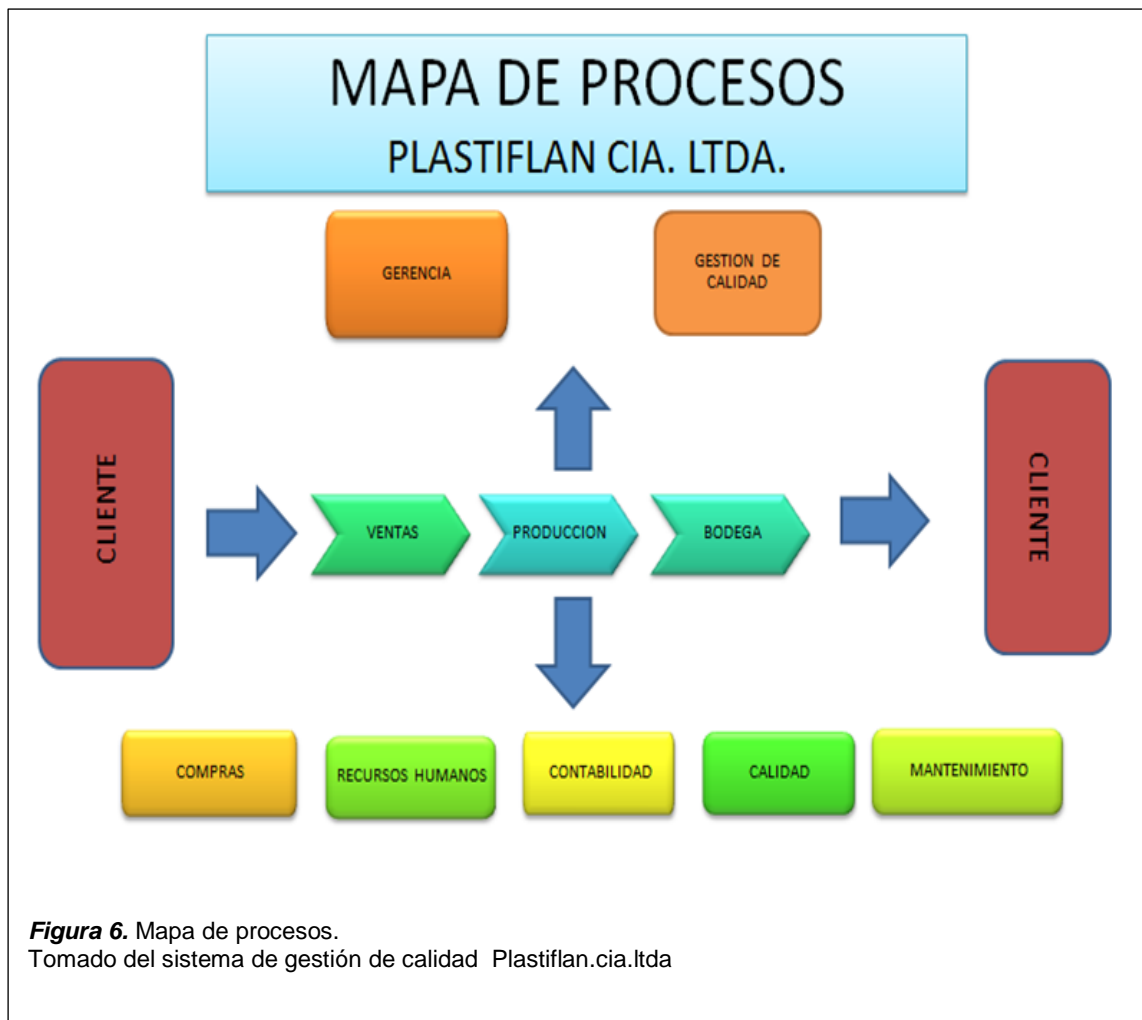 MAPA DE PROCESOS
PLASTIFLAN CIA. LTDA.
GERENCIA
GESTION DE
CALIDAD
CLIENTE
VENTAS
PRODUCCION
BODEGA
CLIENTE
COMPRAS
RECURSOS HUMANOS
CONTABILIDAD
CALIDAD
MANTENIMIENTO
Figura 6. Mapa de procesos.
Tomado del sistema de gestión de calidad Plastiflan.cia.ltda